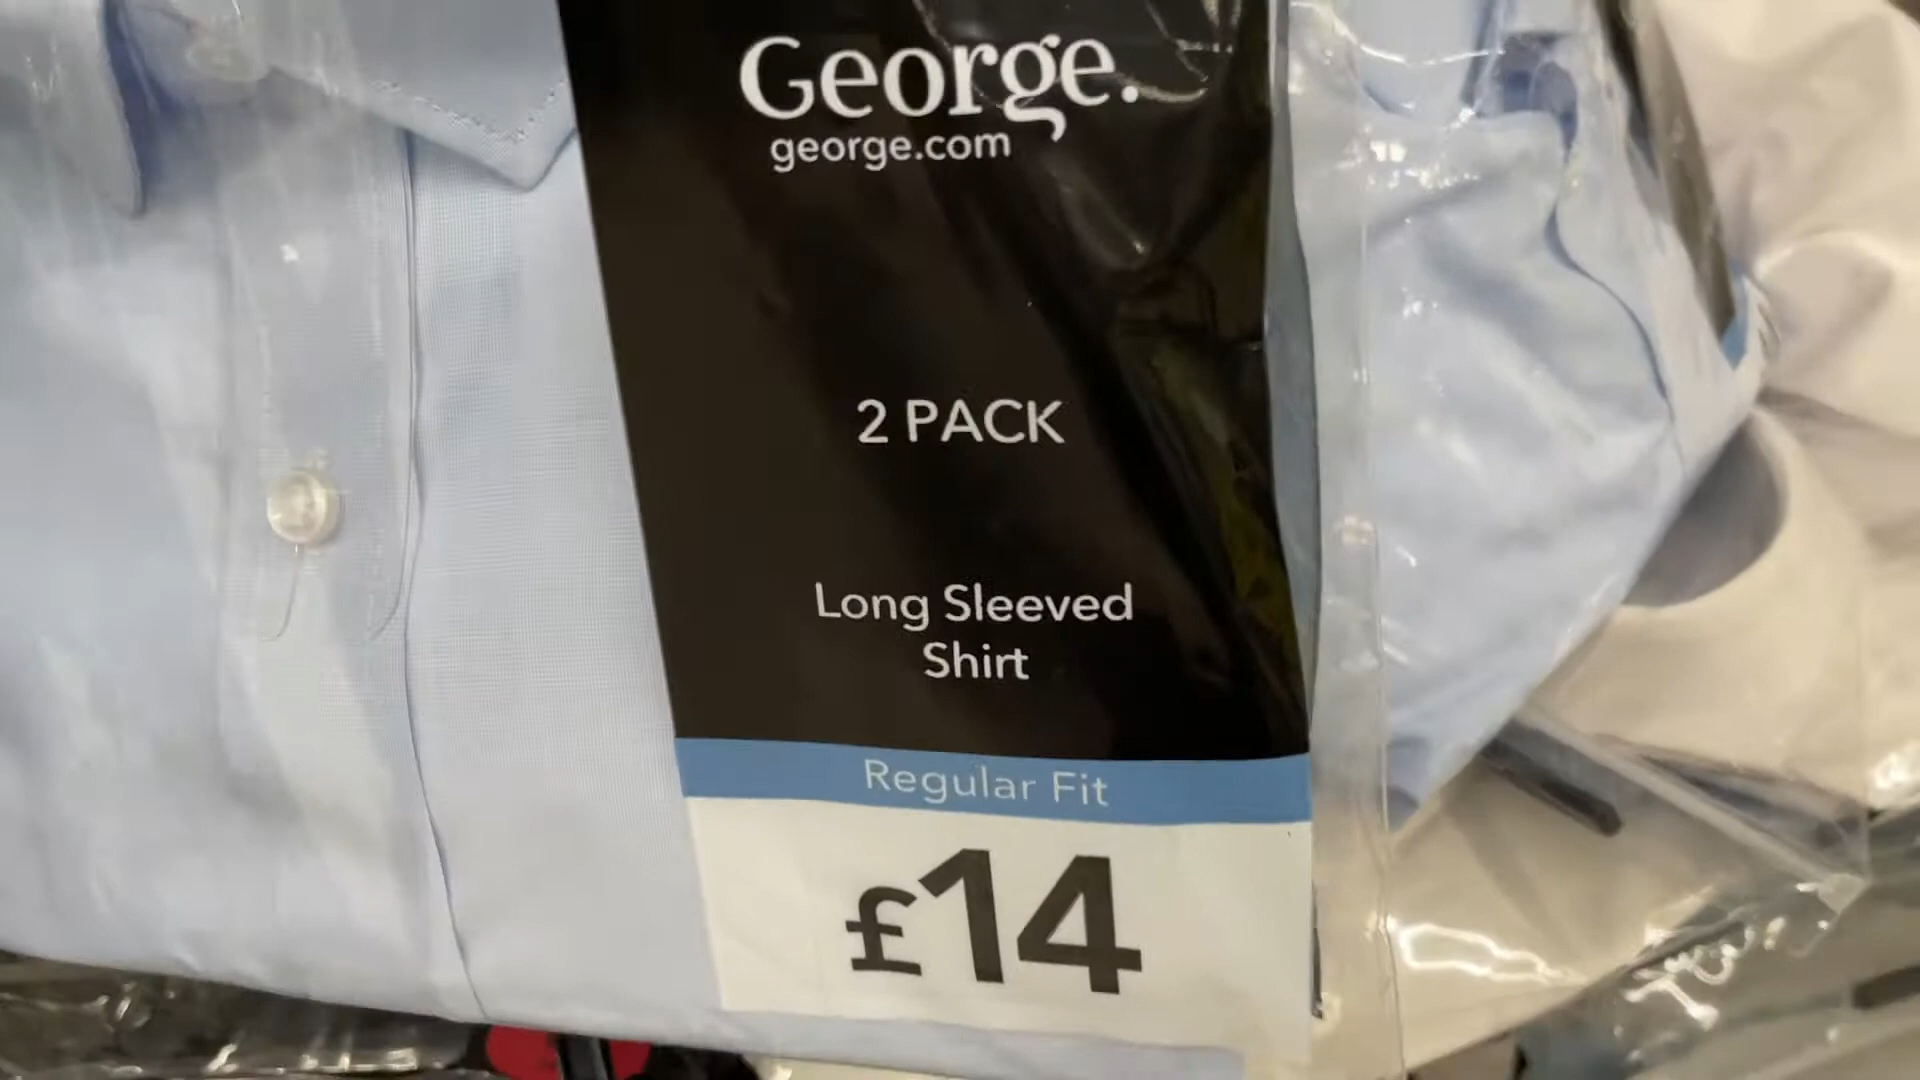 George.
george.com
2 PACK
Long Sleeved
Shirt
Regular Fit
£14